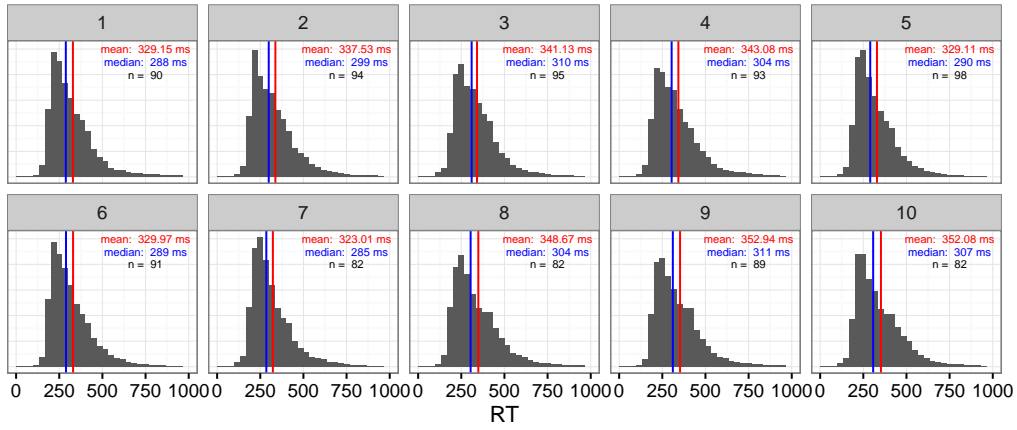 1
mean: 329.15 ms
median: 288 ms
n = 90
2
mean: 337.53 ms
median: 299 ms
n = 94
3
mean: 341.13 ms
median: 310 ms
n = 95
4
mean: 343.08 ms
median: 304 ms
n = 93
5
mean: 329.11 ms
median: 290 ms
n = 98
6
mean: 329.97 ms
median: 289 ms
n = 91
7
mean: 323.01 ms
median: 285 ms
n = 82
8
mean: 348.67 ms
median: 304 ms
n = 82
9
mean: 352.94 ms
median: 311 ms
n = 89
10
mean: 352.08 ms
median: 307 ms
n = 82
0 250 500 750 1000
0 250 500 750 1000
0 250 500 750 1000
0 250 500 750 1000
0 250 500 750 1000
RT